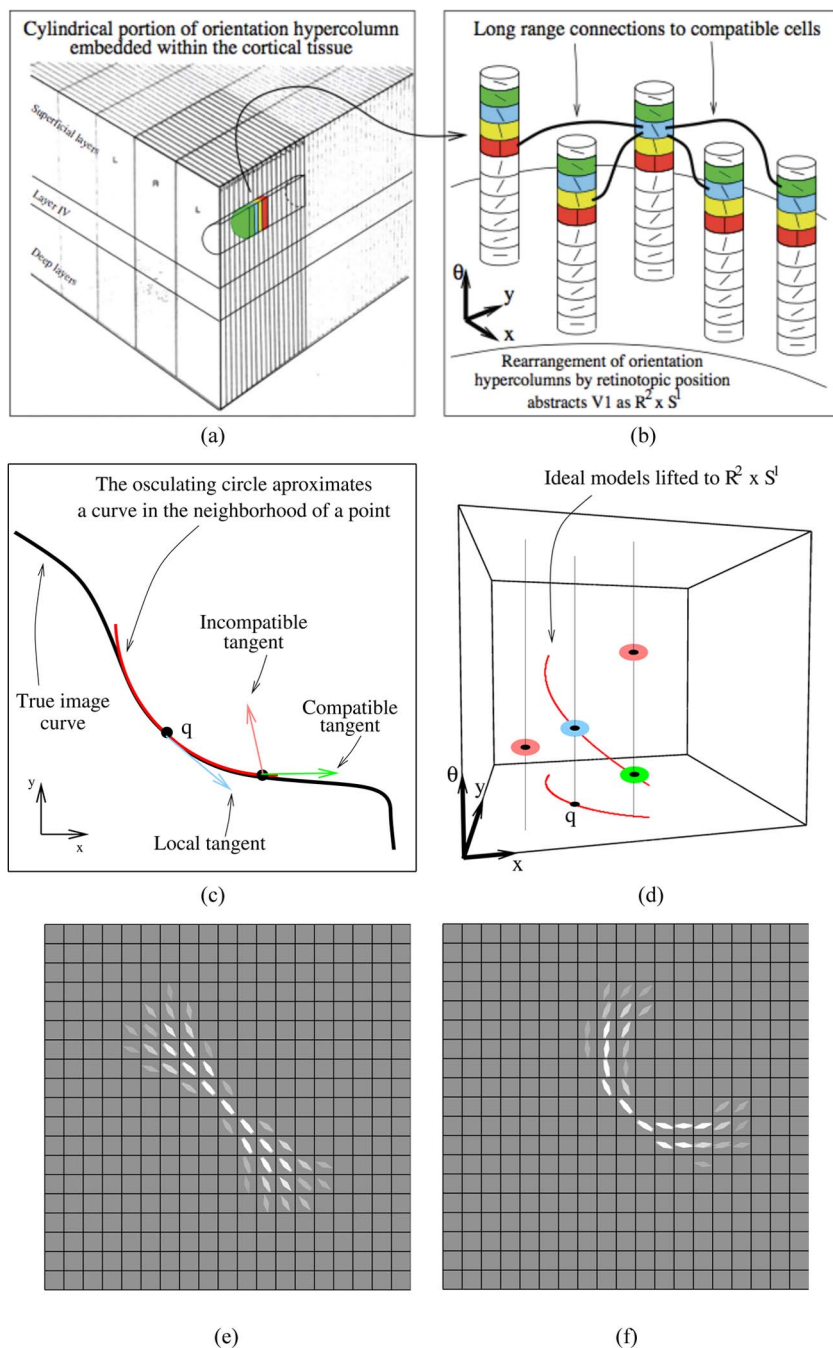 Cylindrical portion of orientation hypercolumn
embedded within the cortical tissue
Superficial layers
L
R
L
Layer IV
Deep layers
(a)
Long range connections to compatible cells
θ
y
x
Rearrangement of orientation
hypercolumns by retinotopic position
abstracts V1 as R² x S¹
(b)
The osculating circle aproximates
a curve in the neighborhood of a point
Incompatible
tangent
True image
curve
q
Compatible
tangent
y
x
Local tangent
(c)
Ideal models lifted to R² x S¹
θ
y
q
x
(d)
(e)
(f)